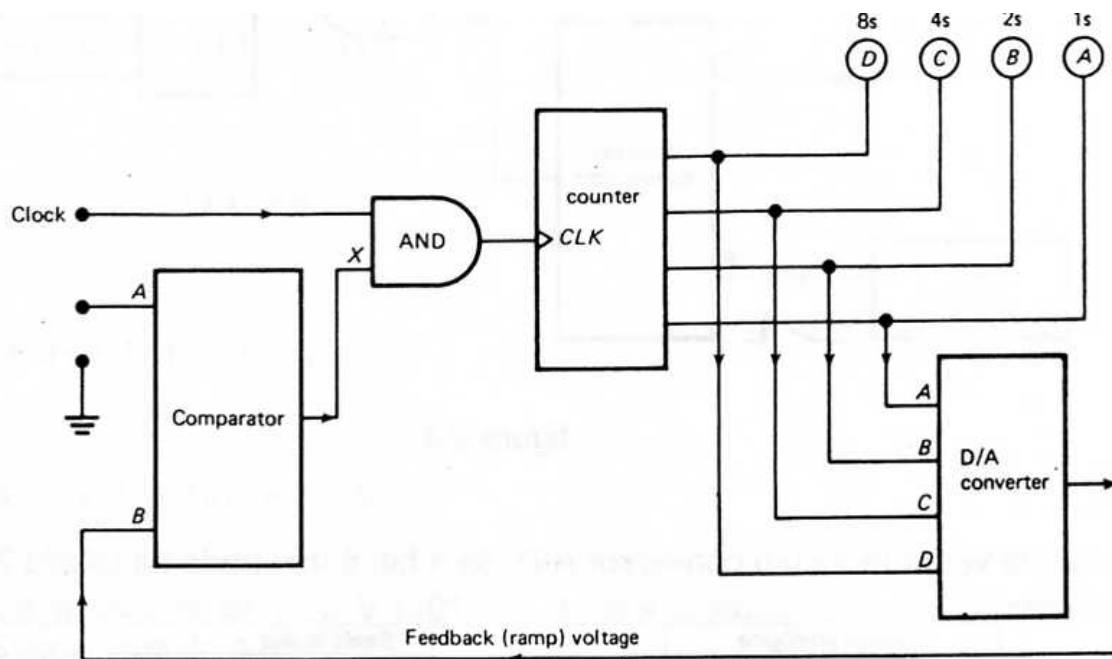 8s 4s 2s 1s
D C B A
counter
Clock
AND
CLK
X
A
Comparator
B
A
B
C
D
D/A
converter
Feedback (ramp) voltage